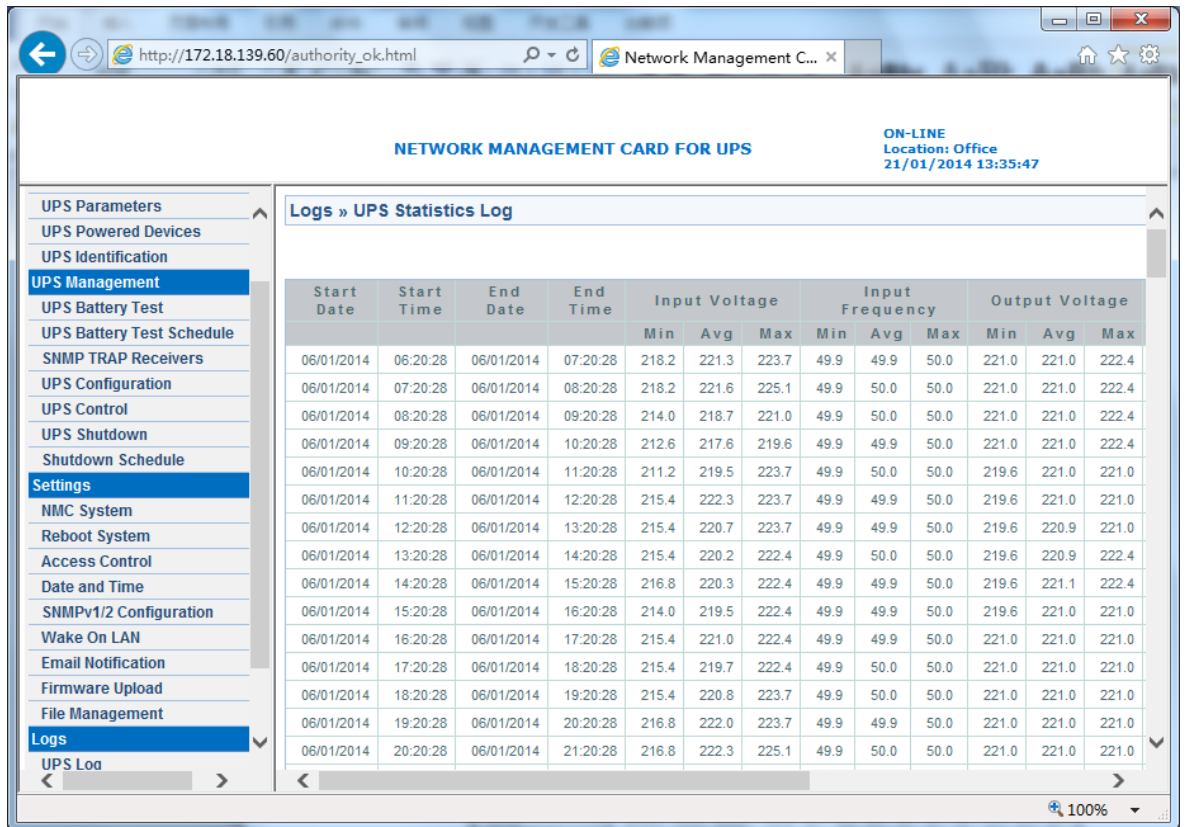 http://172.18.139.60/authority_ok.html
Network Management C...
NETWORK MANAGEMENT CARD FOR UPS
ON-LINE
Location: Office
21/01/2014 13:35:47
UPS Parameters
UPS Powered Devices
UPS Identification
UPS Management
UPS Battery Test
UPS Battery Test Schedule
SNMP TRAP Receivers
UPS Configuration
UPS Control
UPS Shutdown
Shutdown Schedule
Settings
NMC System
Reboot System
Access Control
Date and Time
SNMPv1/2 Configuration
Wake On LAN
Email Notification
Firmware Upload
File Management
Logs
UPS Log
Logs » UPS Statistics Log
Start Date Start Time End Date End Time Input Voltage Input Frequency Output Voltage
Min Avg Max Min Avg Max Min Avg Max
06/01/2014 06:20:28 06/01/2014 07:20:28 218.2 221.3 223.7 49.9 49.9 50.0 221.0 221.0 222.4
06/01/2014 07:20:28 06/01/2014 08:20:28 218.2 221.6 225.1 49.9 50.0 50.0 221.0 221.0 222.4
06/01/2014 08:20:28 06/01/2014 09:20:28 214.0 218.7 221.0 49.9 50.0 50.0 221.0 221.0 222.4
06/01/2014 09:20:28 06/01/2014 10:20:28 212.6 217.6 219.6 49.9 49.9 50.0 221.0 221.0 222.4
06/01/2014 10:20:28 06/01/2014 11:20:28 211.2 219.5 223.7 49.9 50.0 50.0 219.6 221.0 221.0
06/01/2014 11:20:28 06/01/2014 12:20:28 215.4 222.3 223.7 49.9 49.9 50.0 219.6 221.0 221.0
06/01/2014 12:20:28 06/01/2014 13:20:28 215.4 220.7 223.7 49.9 49.9 50.0 219.6 220.9 221.0
06/01/2014 13:20:28 06/01/2014 14:20:28 215.4 220.2 222.4 49.9 50.0 50.0 219.6 220.9 222.4
06/01/2014 14:20:28 06/01/2014 15:20:28 216.8 220.3 222.4 49.9 49.9 50.0 219.6 221.1 222.4
06/01/2014 15:20:28 06/01/2014 16:20:28 214.0 219.5 222.4 49.9 49.9 50.0 219.6 221.0 221.0
06/01/2014 16:20:28 06/01/2014 17:20:28 215.4 221.0 222.4 49.9 49.9 50.0 221.0 221.0 221.0
06/01/2014 17:20:28 06/01/2014 18:20:28 215.4 219.7 222.4 49.9 50.0 50.0 221.0 221.0 221.0
06/01/2014 18:20:28 06/01/2014 19:20:28 215.4 220.8 223.7 49.9 50.0 50.0 221.0 221.0 221.0
06/01/2014 19:20:28 06/01/2014 20:20:28 216.8 222.0 223.7 49.9 49.9 50.0 221.0 221.0 221.0
06/01/2014 20:20:28 06/01/2014 21:20:28 216.8 222.3 225.1 49.9 50.0 50.0 221.0 221.0 221.0
100%